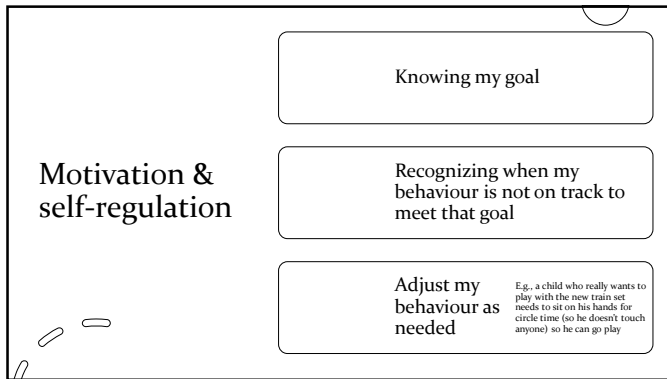 Motivation &
self-regulation
Knowing my goal
Recognizing when my
behaviour is not on track to
meet that goal
Adjust my
behaviour as
needed
E.g., a child who really wants to
play with the new train set
needs to sit on his hands for
circle time (so he doesn't touch
anyone) so he can go play